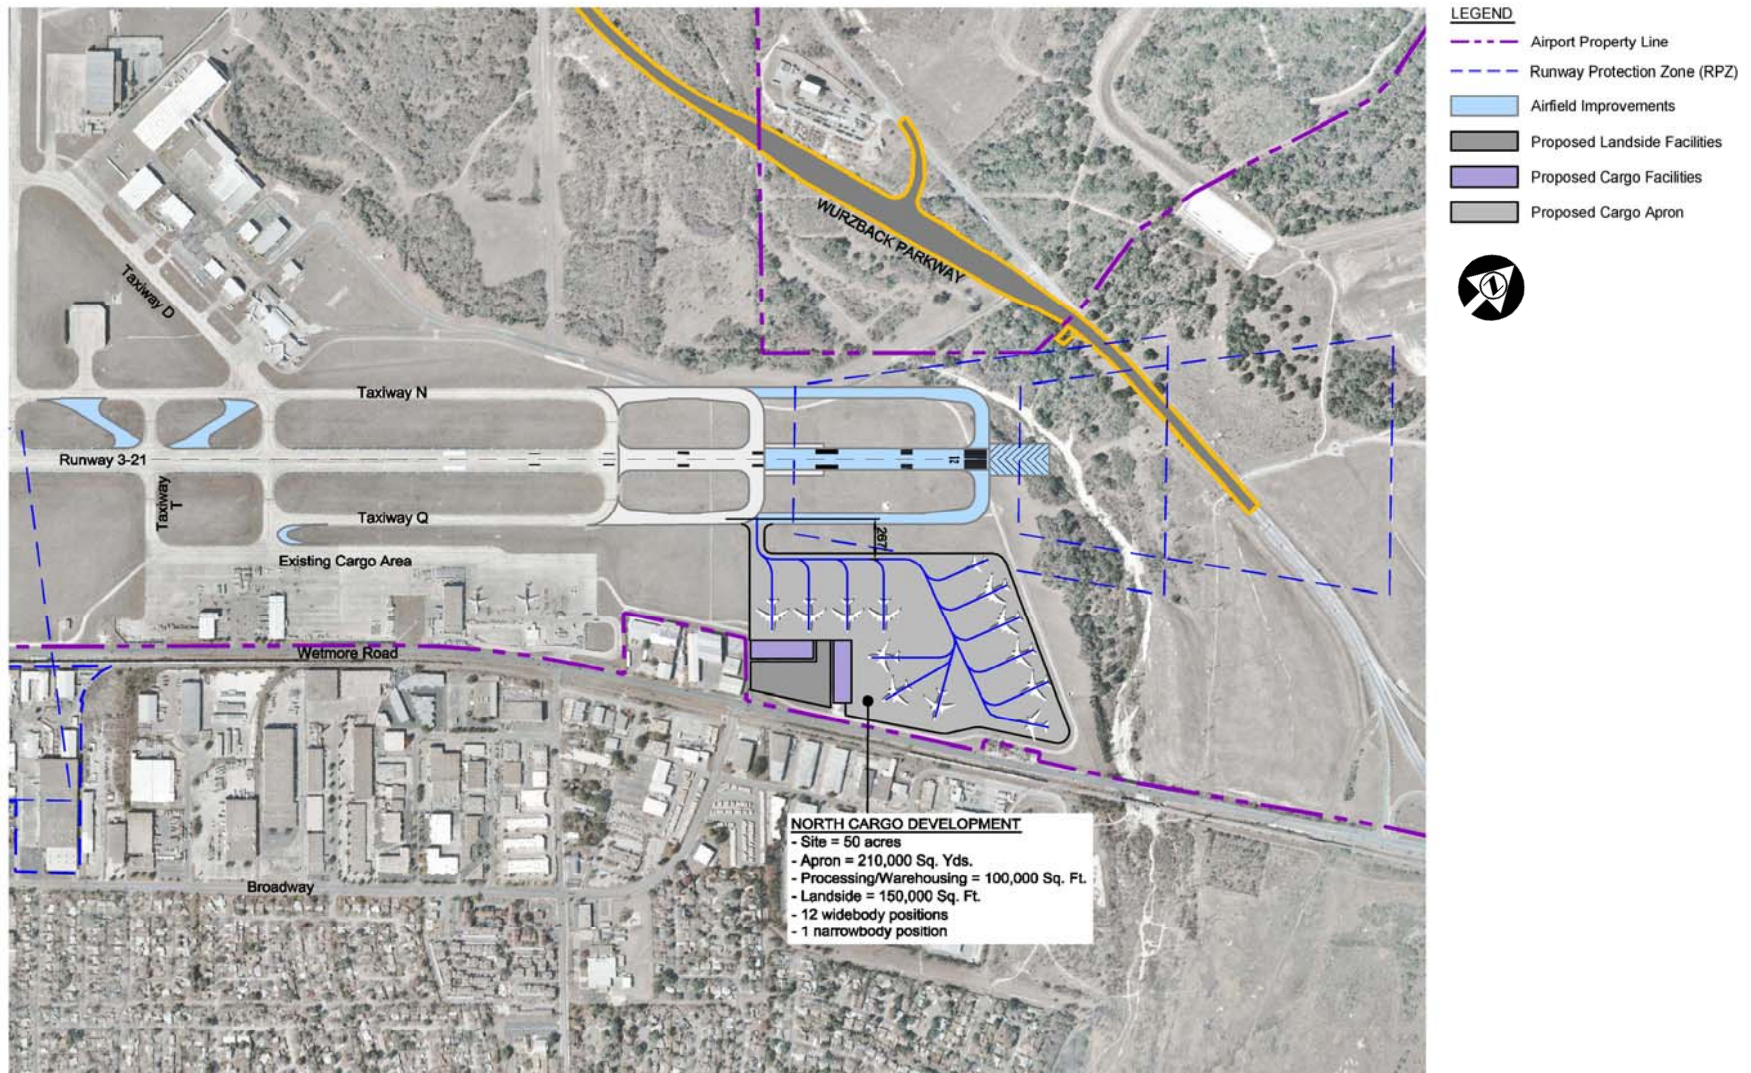 LEGEND
Airport Property Line
Runway Protection Zone (RPZ)
Airfield Improvements
Proposed Landside Facilities
Proposed Cargo Facilities
Proposed Cargo Apron
WURZBACK PARKWAY
Taxiway D
Taxiway N
Runway 3-21
21
Taxiway
T
Taxiway Q
267'
Existing Cargo Area
Wetmore Road
NORTH CARGO DEVELOPMENT
- Site = 50 acres
- Apron = 210,000 Sq. Yds.
- Processing/Warehousing = 100,000 Sq. Ft.
- Landside = 150,000 Sq. Ft.
- 12 widebody positions
- 1 narrowbody position
Broadway